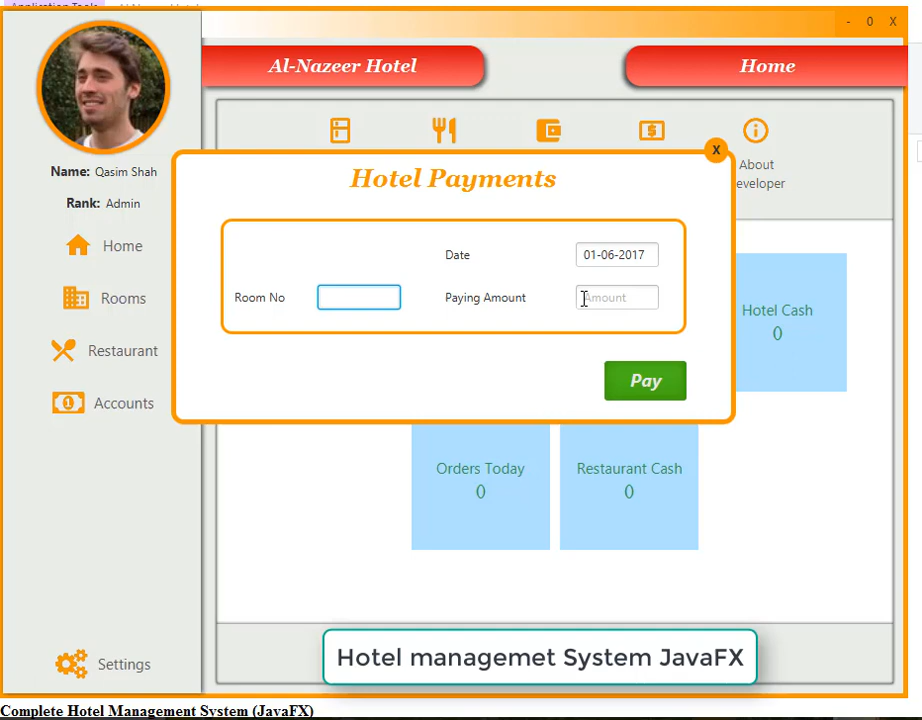 - 0 X
Al-Nazeer Hotel
Home
Name: Qasim Shah
Rank: Admin
Home
Rooms
Restaurant
Accounts
Settings
About
eveloper
X
Hotel Payments
Date 01-06-2017
Room No Paying Amount Amount
Pay
Hotel Cash
0
Orders Today
0
Restaurant Cash
0
Hotel managemet System JavaFX
Complete Hotel Management System (JavaFX)